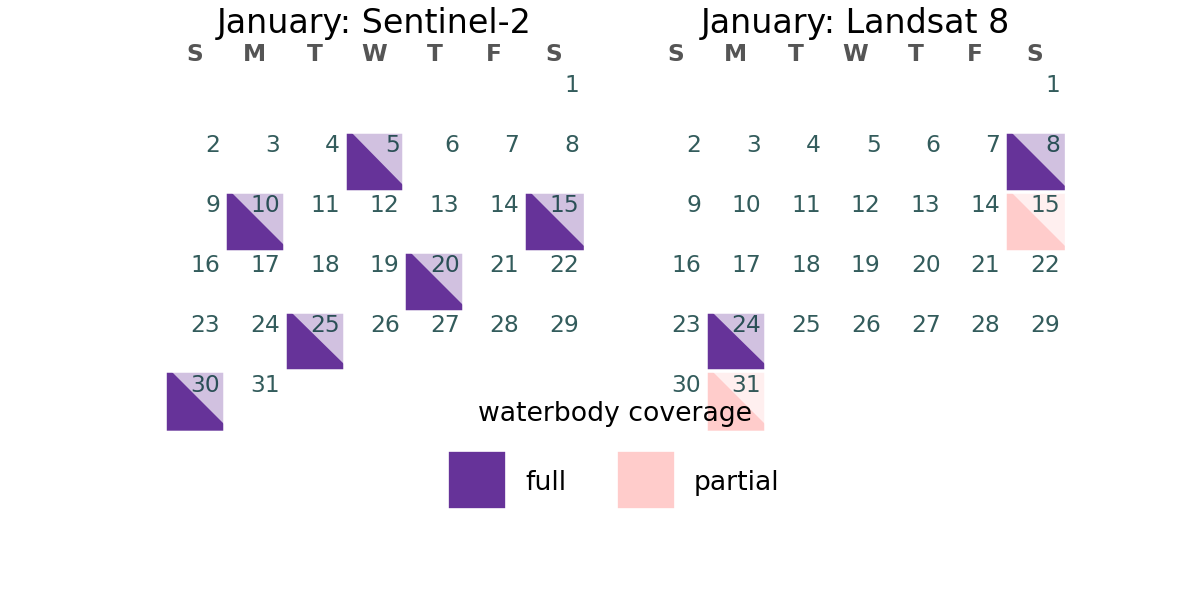 January: Sentinel-2
S M T W T F S
1
2 3 4 5 6 7 8
9 10 11 12 13 14 15
16 17 18 19 20 21 22
23 24 25 26 27 28 29
30 31
January: Landsat 8
S M T W T F S
1
2 3 4 5 6 7 8
9 10 11 12 13 14 15
16 17 18 19 20 21 22
23 24 25 26 27 28 29
30 31
waterbody coverage
full partial